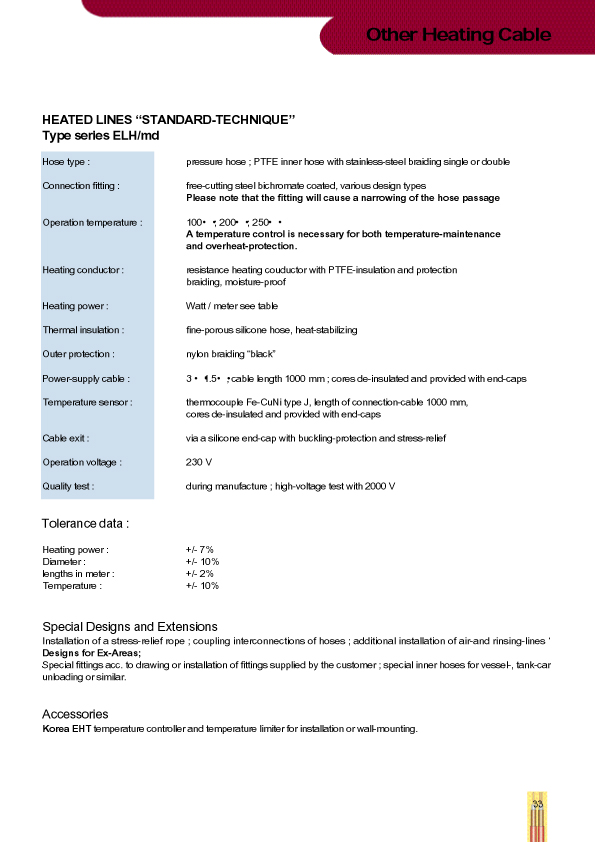 Other Heating Cable
HEATED LINES “STANDARD-TECHNIQUE”
Type series ELH/md
Hose type : pressure hose ; PTFE inner hose with stainless-steel braiding single or double
Connection fitting : free-cutting steel bichromate coated, various design types
Please note that the fitting will cause a narrowing of the hose passage
Operation temperature : 100• •, 200• •, 250• •
A temperature control is necessary for both temperature-maintenance
and overheat-protection.
Heating conductor : resistance heating couductor with PTFE-insulation and protection
braiding, moisture-proof
Heating power : Watt / meter see table
Thermal insulation : fine-porous silicone hose, heat-stabilizing
Outer protection : nylon braiding “black”
Power-supply cable : 3 • 1.5• ; cable length 1000 mm ; cores de-insulated and provided with end-caps
Temperature sensor : thermocouple Fe-CuNi type J, length of connection-cable 1000 mm,
cores de-insulated and provided with end-caps
Cable exit : via a silicone end-cap with buckling-protection and stress-relief
Operation voltage : 230 V
Quality test : during manufacture ; high-voltage test with 2000 V
Tolerance data :
Heating power : +/- 7%
Diameter : +/- 10%
lengths in meter : +/- 2%
Temperature : +/- 10%
Special Designs and Extensions
Installation of a stress-relief rope ; coupling interconnections of hoses ; additional installation of air-and rinsing-lines ‘
Designs for Ex-Areas;
Special fittings acc. to drawing or installation of fittings supplied by the customer ; special inner hoses for vessel-, tank-car
unloading or similar.
Accessories
Korea EHT temperature controller and temperature limiter for installation or wall-mounting.
33